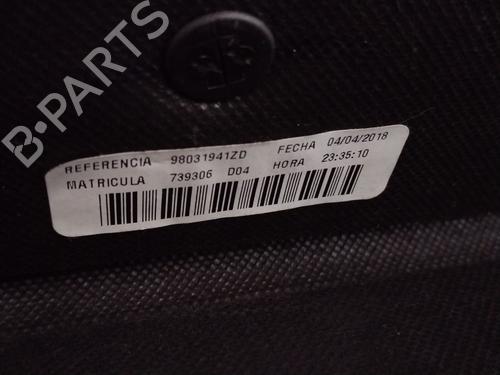 B-PARTS
REFERENCIA 98031941ZD FECHA 04/04/2018
MATRICULA 739306 D04 HORA 23:35:10